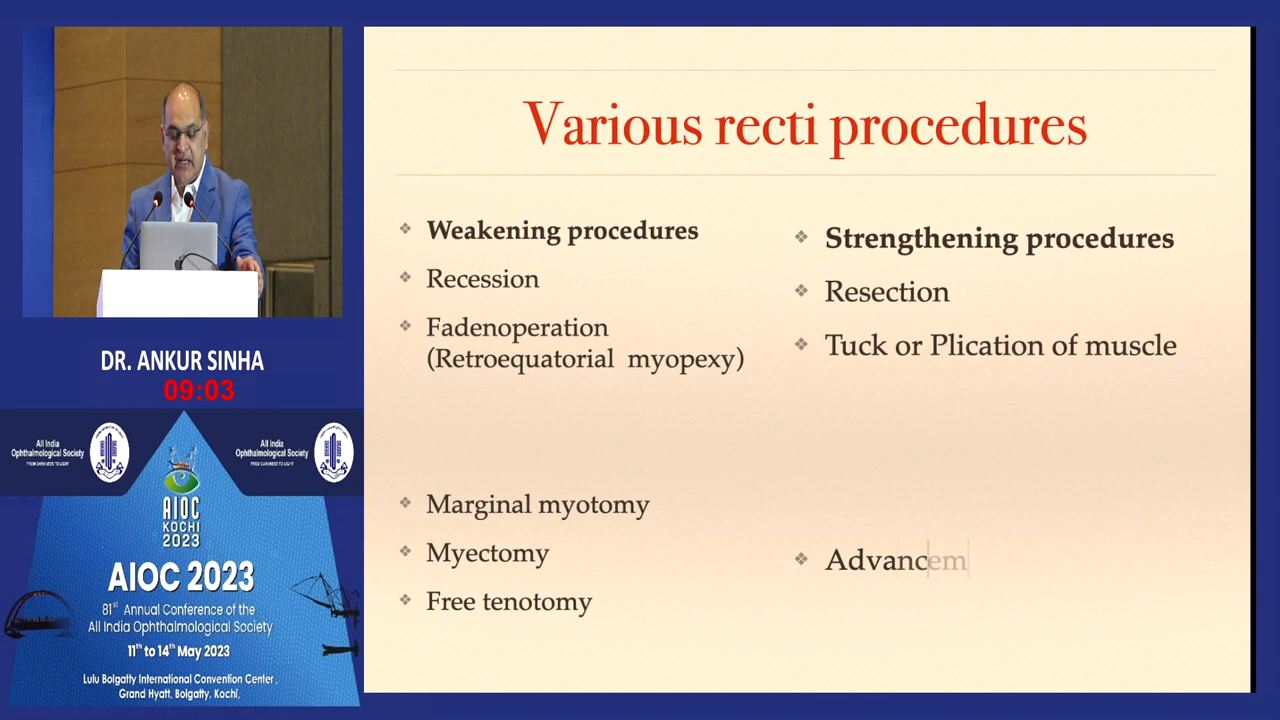 Various recti procedures
Weakening procedures
Recession
Fadenoperation
(Retroequatorial myopexy)
Marginal myotomy
Myectomy
Free tenotomy
Strengthening procedures
Resection
Tuck or Plication of muscle
Advancem
DR. ANKUR SINHA
09:03
All India
Ophthalmological Society
FROM DARKNESS TO LIGHT
All India
Ophthalmological Society
FROM DARKNESS TO LIGHT
AIOC
KOCHI
2023
AIOC 2023
81st Annual Conference of the
All India Ophthalmological Society
11th to 14th May 2023
Lulu Bolgatty International Convention Center,
Grand Hyatt, Bolgatty, Kochi,